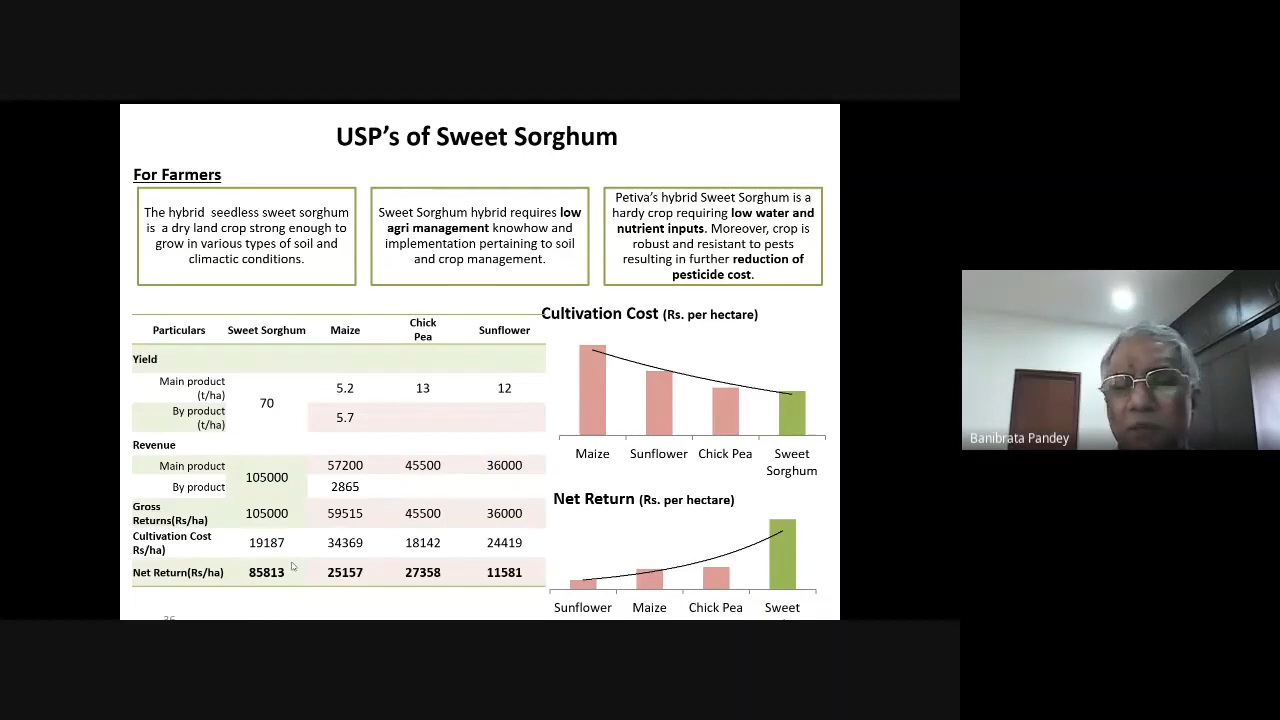 USP's of Sweet Sorghum
For Farmers
The hybrid seedless sweet sorghum
is a dry land crop strong enough to
grow in various types of soil and
climactic conditions.
Sweet Sorghum hybrid requires low
agri management knowhow and
implementation pertaining to soil
and crop management.
Petiva's hybrid Sweet Sorghum is a
hardy crop requiring low water and
nutrient inputs. Moreover, crop is
robust and resistant to pests
resulting in further reduction of
pesticide cost.
Particulars Sweet Sorghum Maize Chick Pea Sunflower
Yield
Main product (t/ha) 70 5.2 13 12
By product (t/ha) 5.7
Revenue
Main product 105000 57200 45500 36000
By product 2865
Gross Returns(Rs/ha) 105000 59515 45500 36000
Cultivation Cost Rs/ha) 19187 34369 18142 24419
Net Return(Rs/ha) 85813 25157 27358 11581
Cultivation Cost (Rs. per hectare)
Maize Sunflower Chick Pea Sweet
Sorghum
Net Return (Rs. per hectare)
Sunflower Maize Chick Pea Sweet
Banibrata Pandey